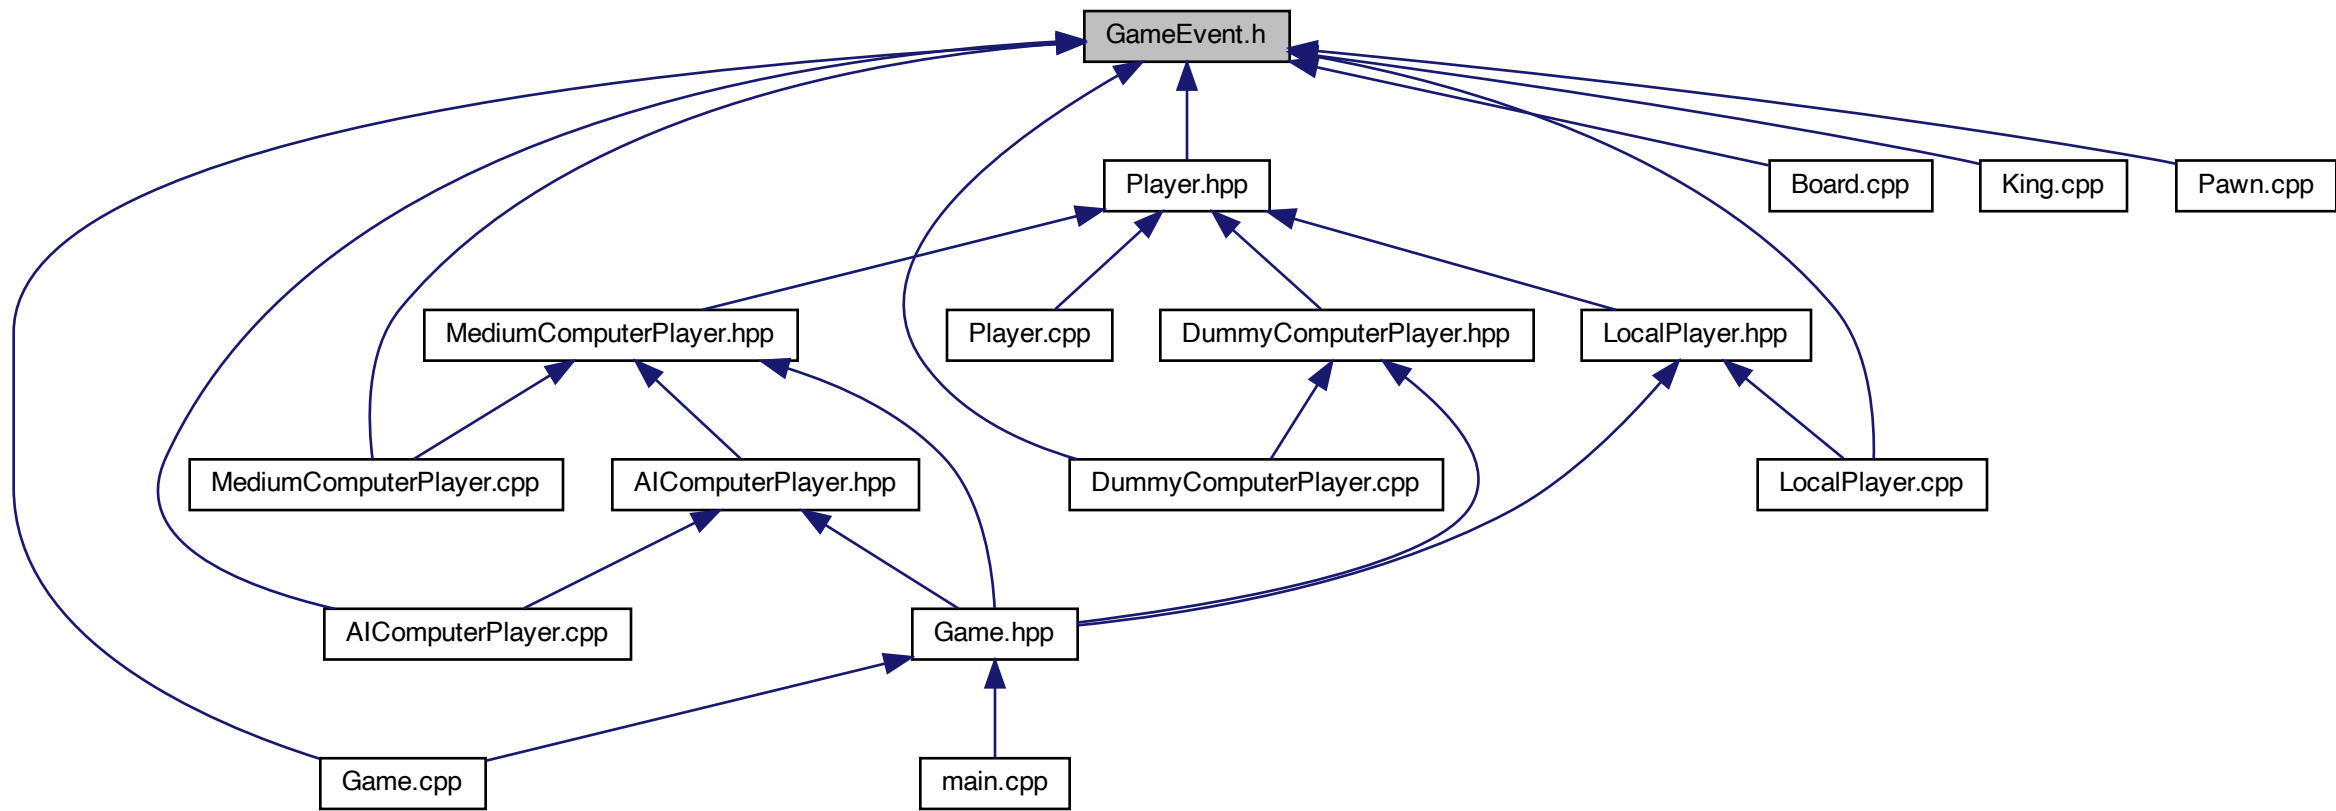 GameEvent.h
Player.hpp
Board.cpp
King.cpp
Pawn.cpp
MediumComputerPlayer.hpp
Player.cpp
DummyComputerPlayer.hpp
LocalPlayer.hpp
MediumComputerPlayer.cpp
AIComputerPlayer.hpp
DummyComputerPlayer.cpp
LocalPlayer.cpp
AIComputerPlayer.cpp
Game.hpp
Game.cpp
main.cpp